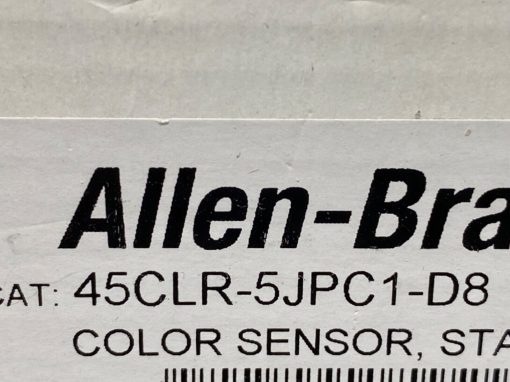 Allen-Bra
CAT: 45CLR-5JPC1-D8
COLOR SENSOR, STA